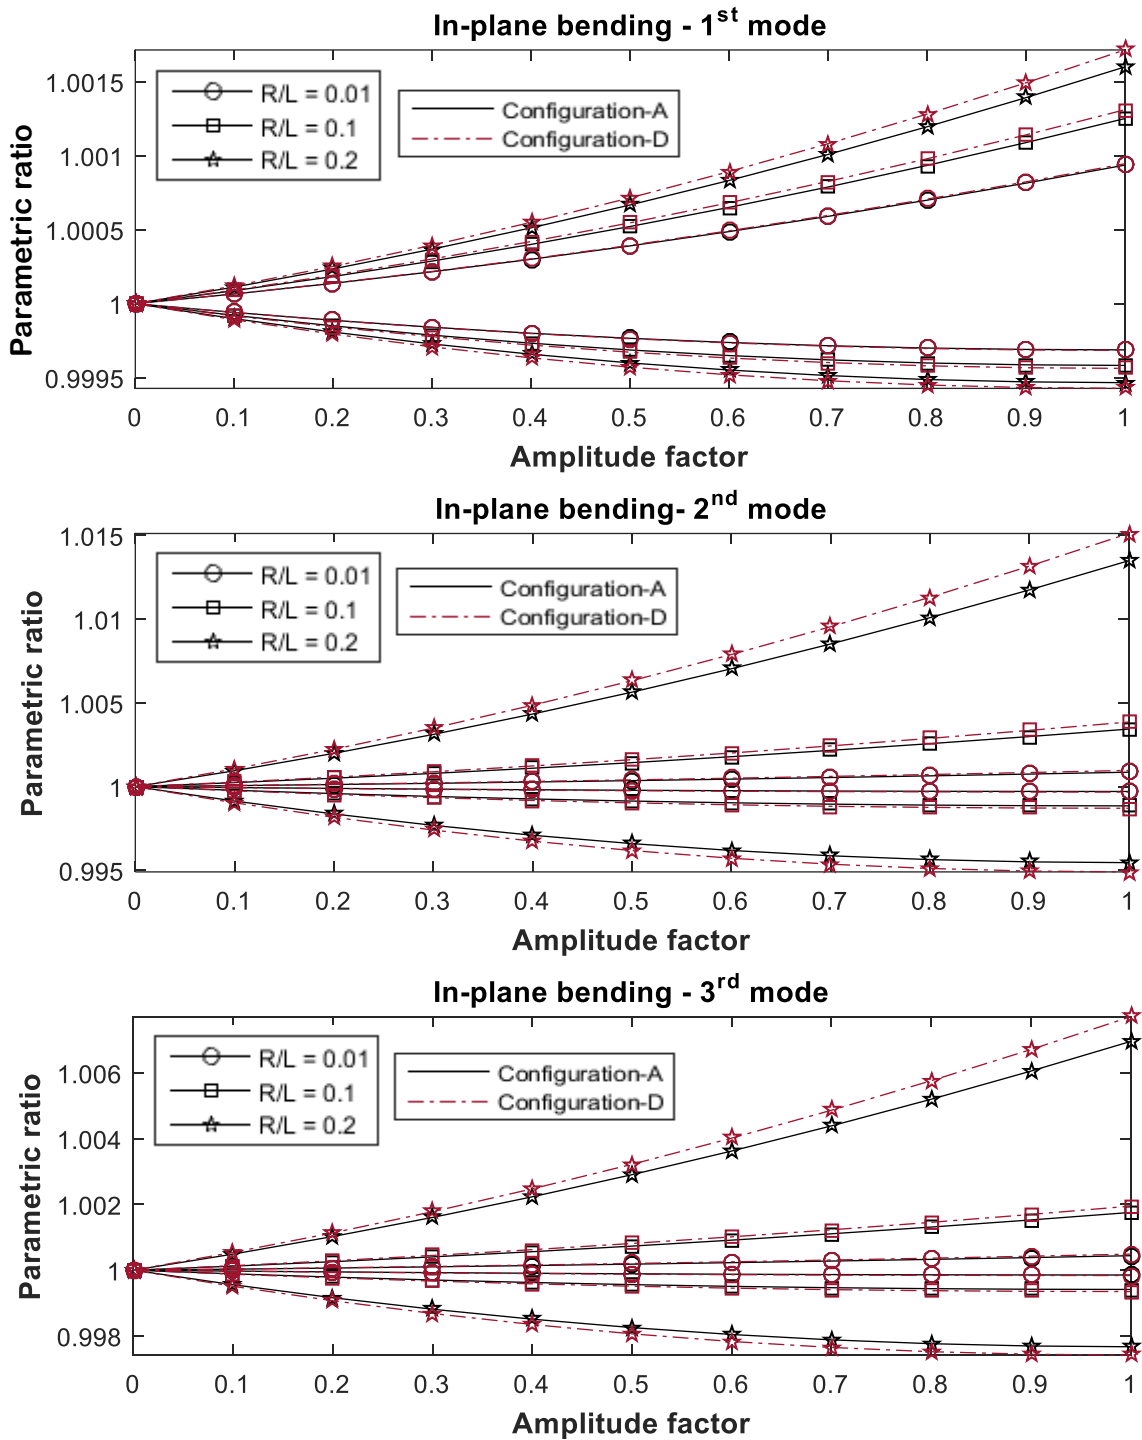 In-plane bending - 1st mode
R/L = 0.01
R/L = 0.1
R/L = 0.2
Configuration-A
Configuration-D
Parametric ratio
1.0015
1.001
1.0005
1
0.9995
0 0.1 0.2 0.3 0.4 0.5 0.6 0.7 0.8 0.9 1
Amplitude factor
In-plane bending- 2nd mode
R/L = 0.01
R/L = 0.1
R/L = 0.2
Configuration-A
Configuration-D
Parametric ratio
1.015
1.01
1.005
1
0.995
0 0.1 0.2 0.3 0.4 0.5 0.6 0.7 0.8 0.9 1
Amplitude factor
In-plane bending - 3rd mode
R/L = 0.01
R/L = 0.1
R/L = 0.2
Configuration-A
Configuration-D
Parametric ratio
1.006
1.004
1.002
1
0.998
0 0.1 0.2 0.3 0.4 0.5 0.6 0.7 0.8 0.9 1
Amplitude factor